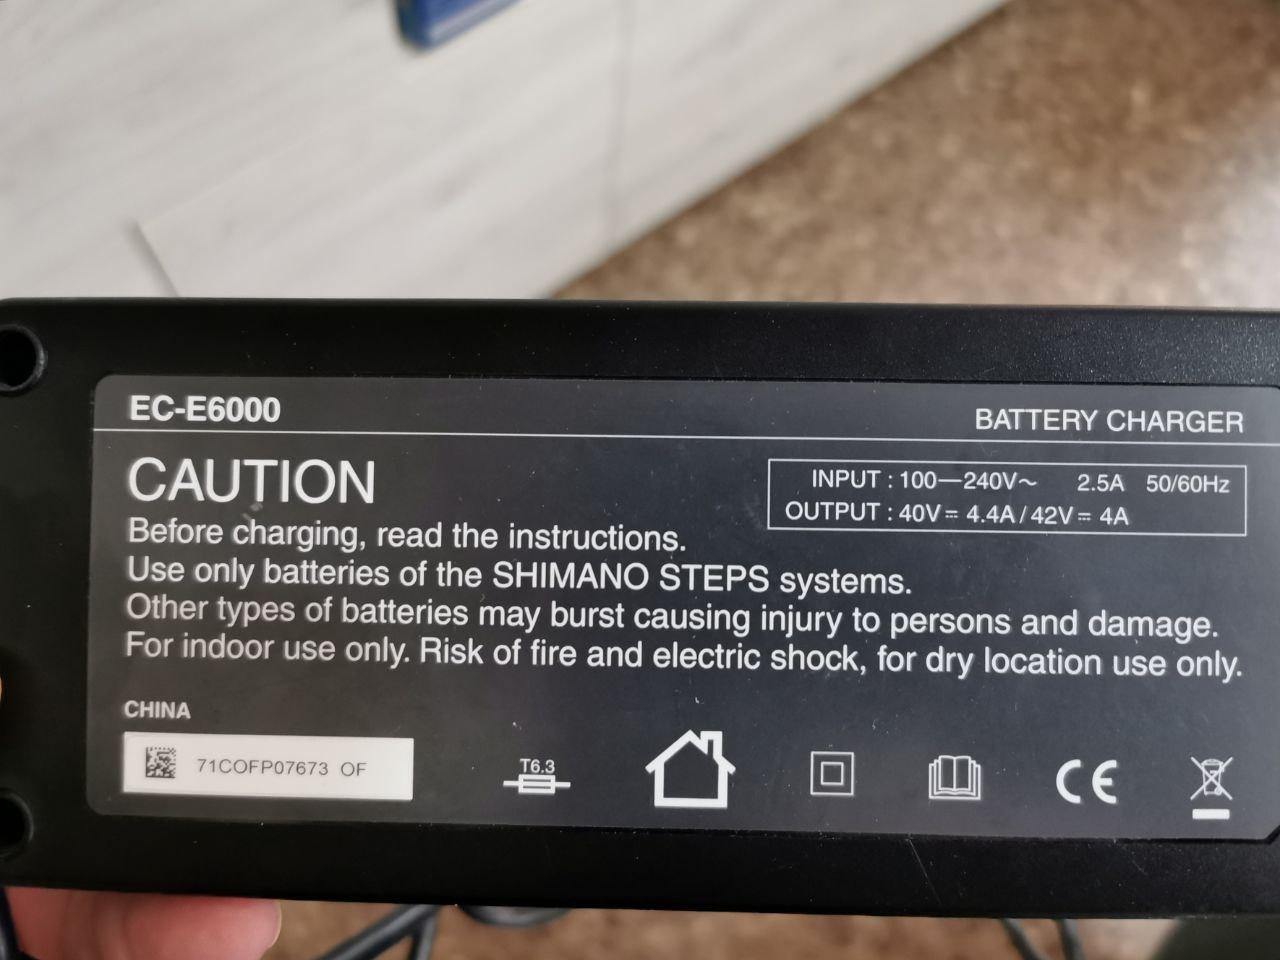 EC-E6000
BATTERY CHARGER
CAUTION
INPUT : 100—240V～ 2.5A 50/60Hz
OUTPUT : 40V⎓ 4.4A / 42V⎓ 4A
Before charging, read the instructions.
Use only batteries of the SHIMANO STEPS systems.
Other types of batteries may burst causing injury to persons and damage.
For indoor use only. Risk of fire and electric shock, for dry location use only.
CHINA
71COFP07673 OF
T6.3
CE